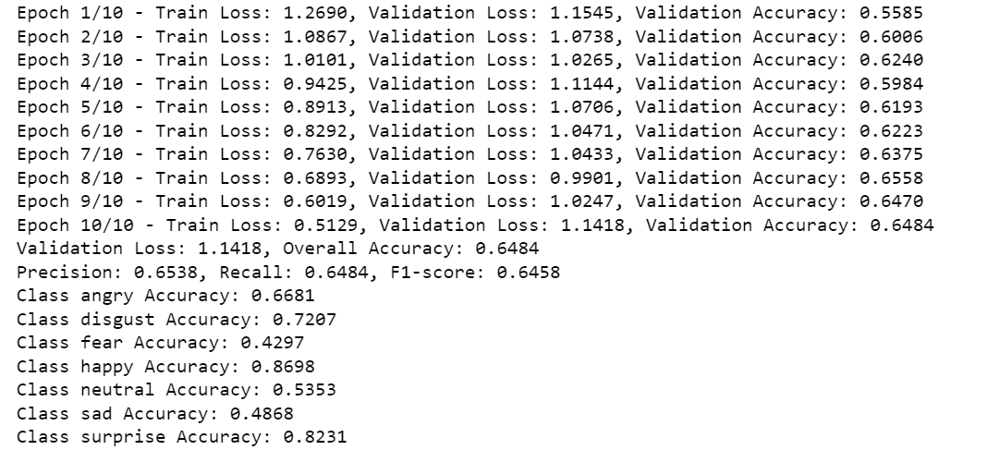 Epoch 1/10 - Train Loss: 1.2690, Validation Loss: 1.1545, Validation Accuracy: 0.5585
Epoch 2/10 - Train Loss: 1.0867, Validation Loss: 1.0738, Validation Accuracy: 0.6006
Epoch 3/10 - Train Loss: 1.0101, Validation Loss: 1.0265, Validation Accuracy: 0.6240
Epoch 4/10 - Train Loss: 0.9425, Validation Loss: 1.1144, Validation Accuracy: 0.5984
Epoch 5/10 - Train Loss: 0.8913, Validation Loss: 1.0706, Validation Accuracy: 0.6193
Epoch 6/10 - Train Loss: 0.8292, Validation Loss: 1.0471, Validation Accuracy: 0.6223
Epoch 7/10 - Train Loss: 0.7630, Validation Loss: 1.0433, Validation Accuracy: 0.6375
Epoch 8/10 - Train Loss: 0.6893, Validation Loss: 0.9901, Validation Accuracy: 0.6558
Epoch 9/10 - Train Loss: 0.6019, Validation Loss: 1.0247, Validation Accuracy: 0.6470
Epoch 10/10 - Train Loss: 0.5129, Validation Loss: 1.1418, Validation Accuracy: 0.6484
Validation Loss: 1.1418, Overall Accuracy: 0.6484
Precision: 0.6538, Recall: 0.6484, F1-score: 0.6458
Class angry Accuracy: 0.6681
Class disgust Accuracy: 0.7207
Class fear Accuracy: 0.4297
Class happy Accuracy: 0.8698
Class neutral Accuracy: 0.5353
Class sad Accuracy: 0.4868
Class surprise Accuracy: 0.8231